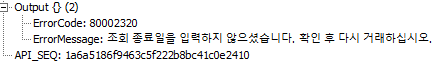 Output {} (2)
ErrorCode: 80002320
ErrorMessage: 조회 종료일을 입력하지 않으셨습니다. 확인 후 다시 거래하십시오.
API_SEQ: 1a6a5186f9463c5f222b8bc41c0e2410